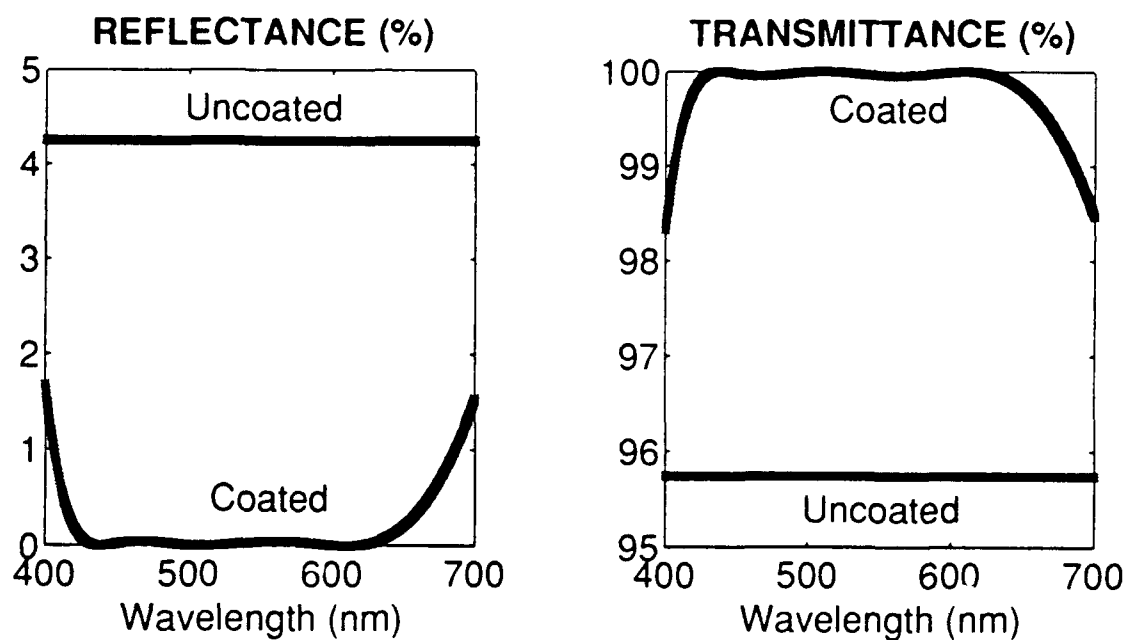 REFLECTANCE (%)
5
4
3
2
1
0
Uncoated
Coated
400 500 600 700
Wavelength (nm)
TRANSMITTANCE (%)
100
99
98
97
96
95
Coated
Uncoated
400 500 600 700
Wavelength (nm)